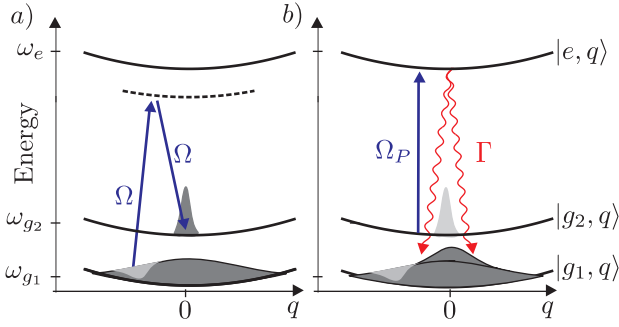 a)
b)
Energy
ω_e
ω_{g_2}
ω_{g_1}
Ω
Ω
0
q
Ω_P
Γ
|e, q⟩
|g_2, q⟩
|g_1, q⟩
0
q